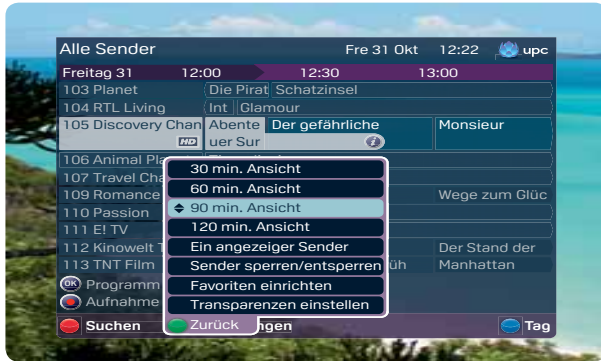 Alle Sender Fre 31 Okt 12:22 upc
Freitag 31 12:00 12:30 13:00
103 Planet Die Pirat Schatzinsel
104 RTL Living Int Glamour
105 Discovery Chan Abente Der gefährliche Monsieur
HD uer Sur i
106 Animal Pla
107 Travel Cha
109 Romance Wege zum Glüc
110 Passion
111 E! TV
112 Kinowelt T Der Stand der
113 TNT Film üh Manhattan
OK Programm
Aufnahme
30 min. Ansicht
60 min. Ansicht
90 min. Ansicht
120 min. Ansicht
Ein angezeiger Sender
Sender sperren/entsperren
Favoriten einrichten
Transparenzen einstellen
Suchen Zurück ngen Tag